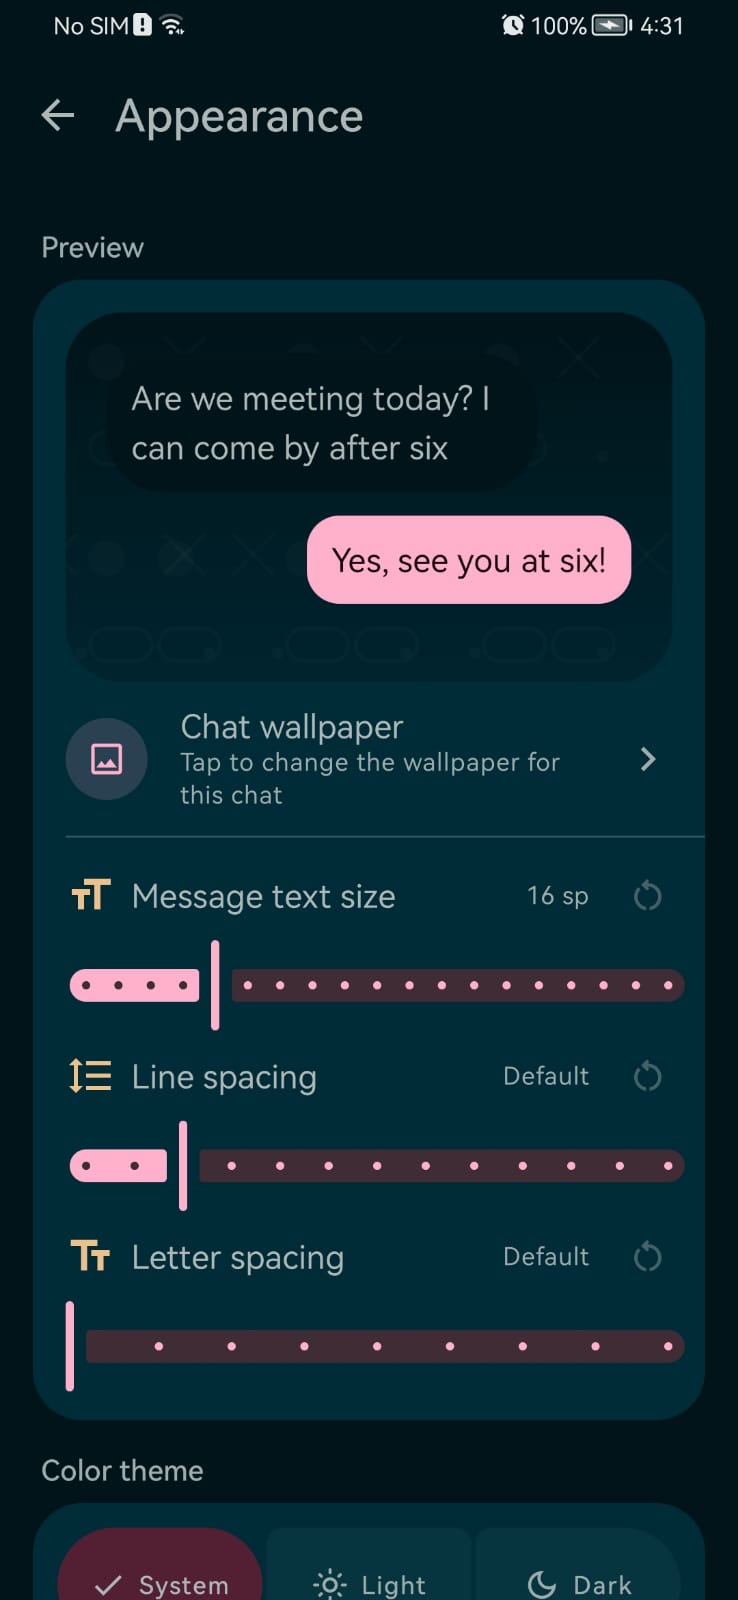 No SIM
100%
4:31
Appearance
Preview
Are we meeting today? I
can come by after six
Yes, see you at six!
Chat wallpaper
Tap to change the wallpaper for
this chat
Message text size
16 sp
Line spacing
Default
Letter spacing
Default
Color theme
System
Light
Dark